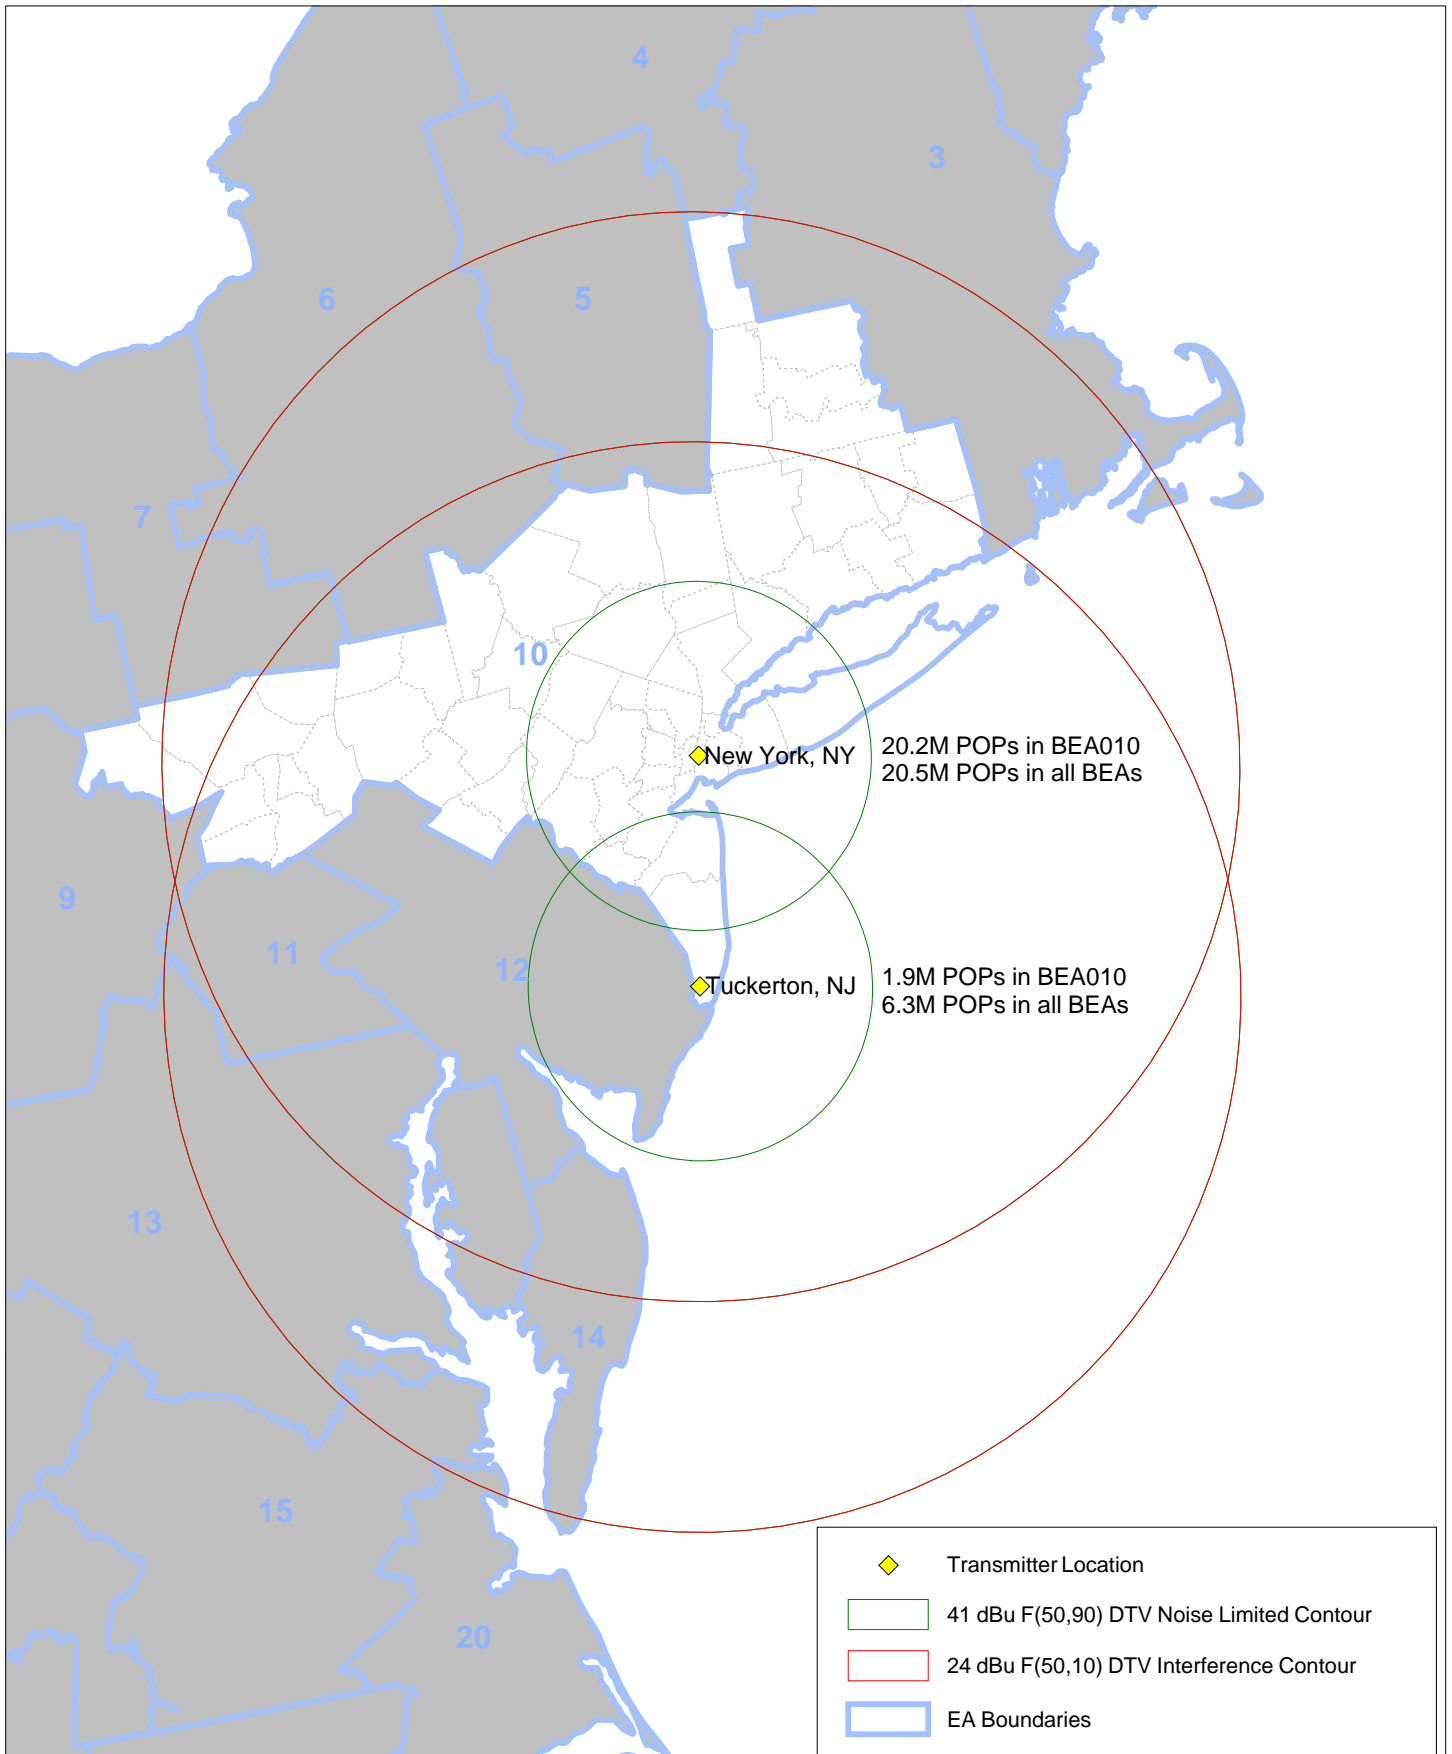 4
3
6
5
7
10
New York, NY
20.2M POPs in BEA010
20.5M POPs in all BEAs
9
11
12
Tuckerton, NJ
1.9M POPs in BEA010
6.3M POPs in all BEAs
13
14
15
20
Transmitter Location
41 dBu F(50,90) DTV Noise Limited Contour
24 dBu F(50,10) DTV Interference Contour
EA Boundaries